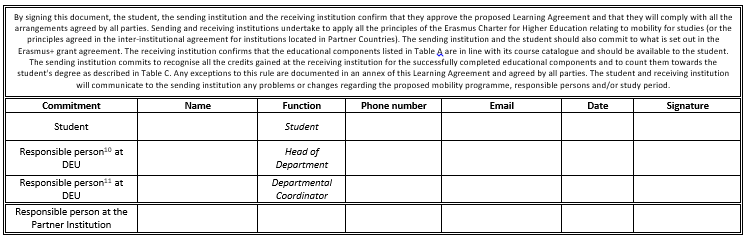 By signing this document, the student, the sending institution and the receiving institution confirm that they approve the proposed Learning Agreement and that they will comply with all the
arrangements agreed by all parties. Sending and receiving institutions undertake to apply all the principles of the Erasmus Charter for Higher Education relating to mobility for studies (or the
principles agreed in the inter-institutional agreement for institutions located in Partner Countries). The sending institution and the student should also commit to what is set out in the
Erasmus+ grant agreement. The receiving institution confirms that the educational components listed in Table A are in line with its course catalogue and should be available to the student.
The sending institution commits to recognise all the credits gained at the receiving institution for the successfully completed educational components and to count them towards the
student's degree as described in Table C. Any exceptions to this rule are documented in an annex of this Learning Agreement and agreed by all parties. The student and receiving institution
will communicate to the sending institution any problems or changes regarding the proposed mobility programme, responsible persons and/or study period.
Commitment Name Function Phone number Email Date Signature
Student Student
Responsible person¹⁰ at Head of
DEU Department
Responsible person¹¹ at Departmental
DEU Coordinator
Responsible person at the
Partner Institution